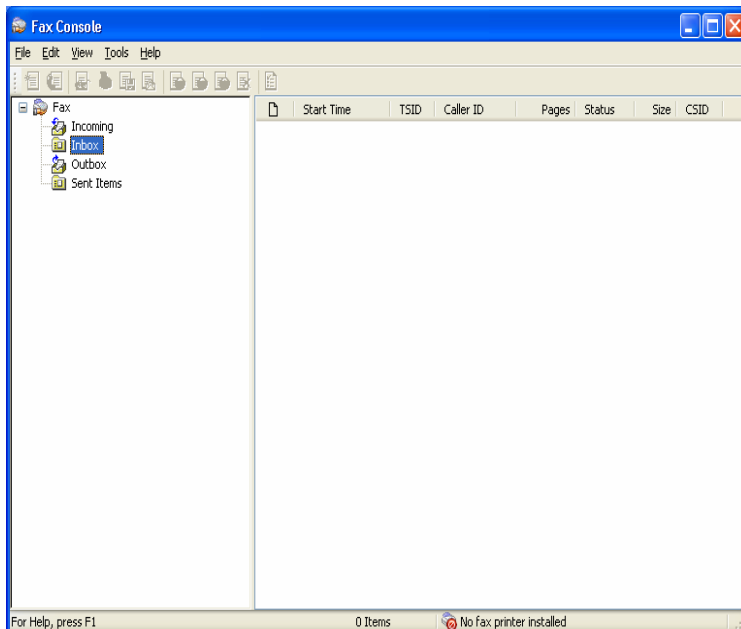 Fax Console
File Edit View Tools Help
Fax
Incoming
Inbox
Outbox
Sent Items
Start Time TSID Caller ID Pages Status Size CSID
For Help, press F1 0 Items No fax printer installed